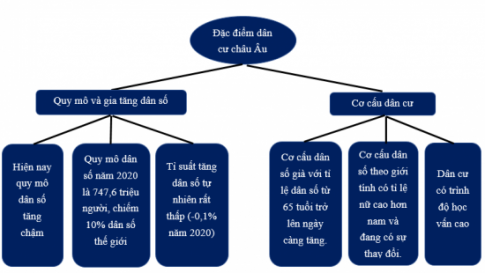 Đặc điểm dân
cư châu Âu
Quy mô và gia tăng dân số
Cơ cấu dân cư
Hiện nay
quy mô
dân số
tăng
chậm
Quy mô dân
số năm 2020
là 747,6 triệu
người, chiếm
10% dân số
thế giới
Tỉ suất tăng
dân số tự
nhiên rất
thấp (-0,1%
năm 2020)
Cơ cấu dân
số già với tỉ
lệ dân số từ
65 tuổi trở
lên ngày
càng tăng.
Cơ cấu dân
số theo giới
tính có tỉ lệ
nữ cao hơn
nam và
đang có sự
thay đổi.
Dân cư
có trình
độ học
vấn cao